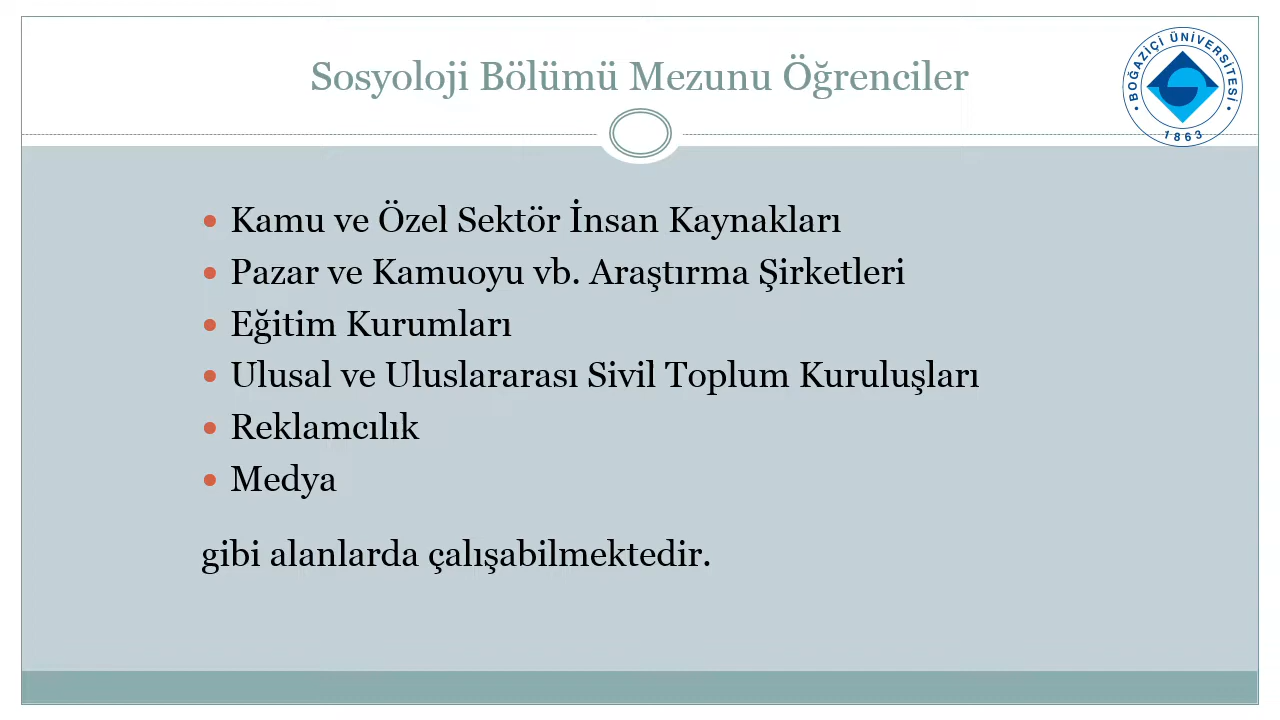 Sosyoloji Bölümü Mezunu Öğrenciler
BOĞAZİÇİ ÜNİVERSİTESİ
1863
Kamu ve Özel Sektör İnsan Kaynakları
Pazar ve Kamuoyu vb. Araştırma Şirketleri
Eğitim Kurumları
Ulusal ve Uluslararası Sivil Toplum Kuruluşları
Reklamcılık
Medya
gibi alanlarda çalışabilmektedir.